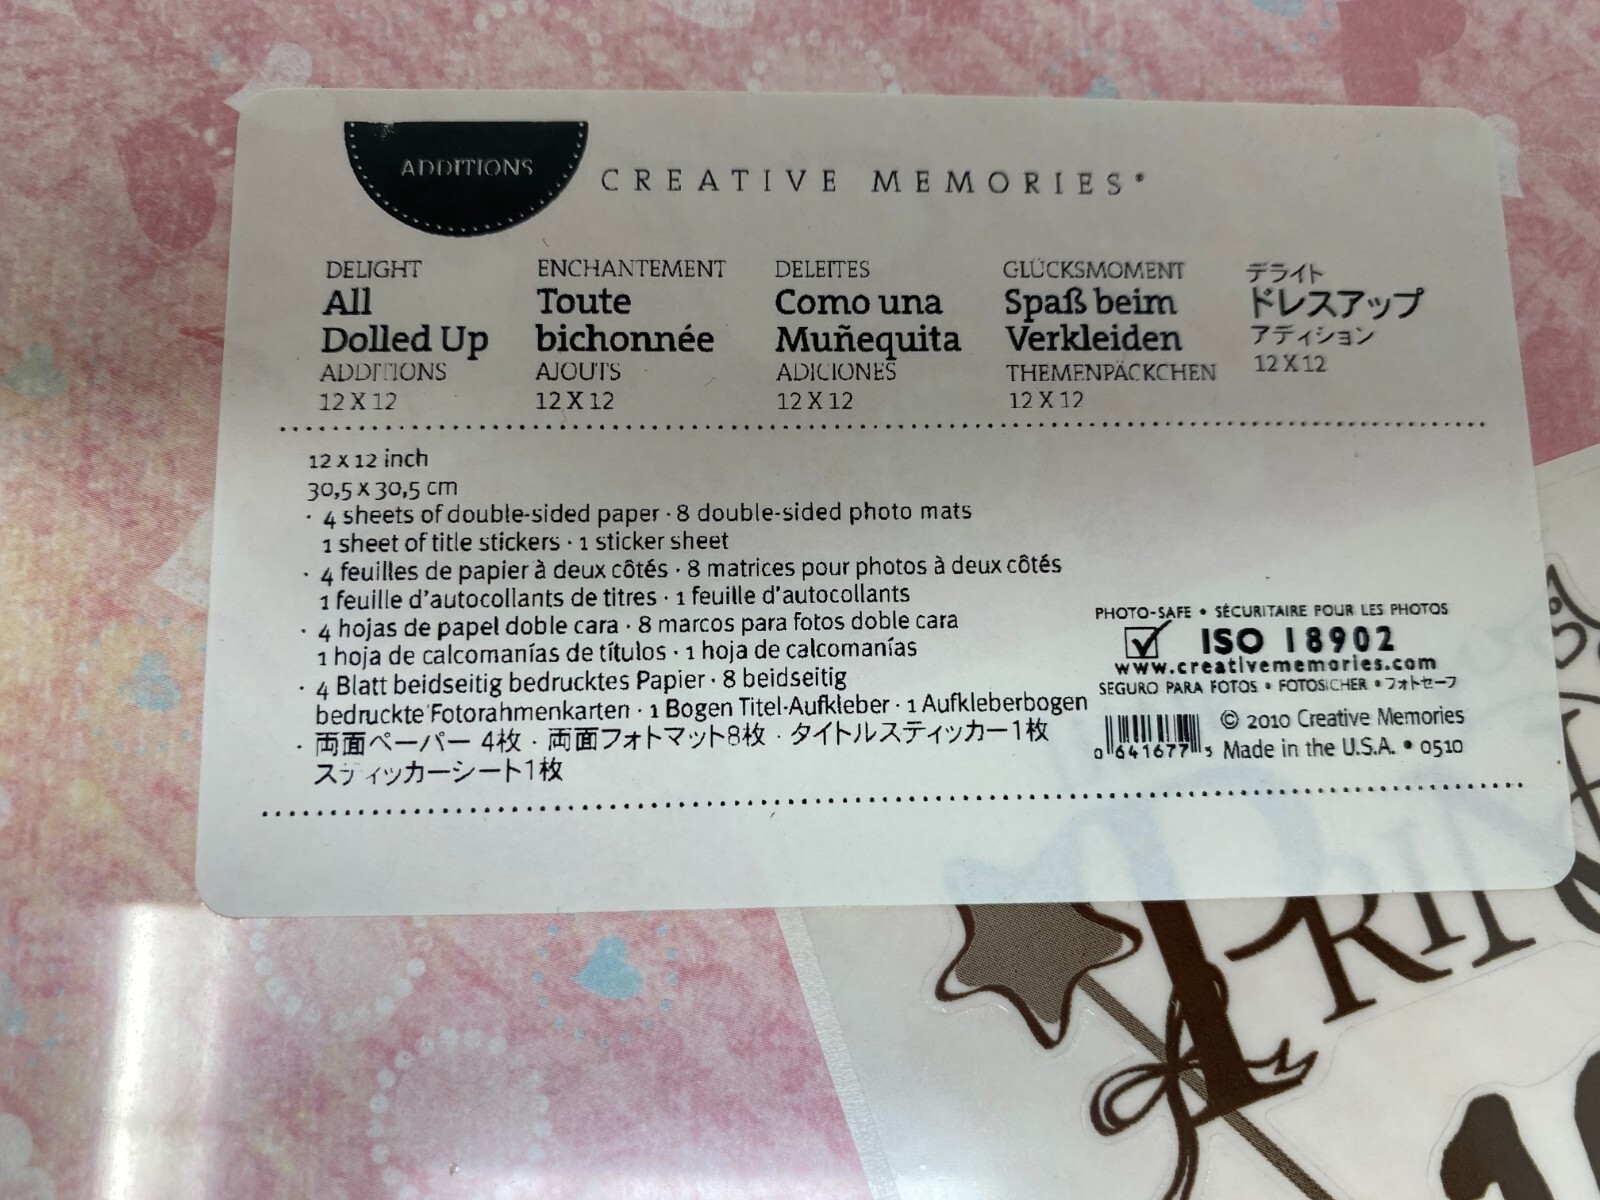 ADDITIONS
CREATIVE MEMORIES®
DELIGHT
All
Dolled Up
ADDITIONS
12 X 12
ENCHANTEMENT
Toute
bichonnée
AJOUTS
12 X 12
DELEITES
Como una
Muñequita
ADICIONES
12 X 12
GLÜCKSMOMENT
Spaß beim
Verkleiden
THEMENPÄCKCHEN
12 X 12
デライト
ドレスアップ
アディション
12 X 12
12 x 12 inch
30,5 x 30,5 cm
· 4 sheets of double-sided paper · 8 double-sided photo mats
1 sheet of title stickers · 1 sticker sheet
· 4 feuilles de papier à deux côtés · 8 matrices pour photos à deux côtés
1 feuille d'autocollants de titres · 1 feuille d'autocollants
· 4 hojas de papel doble cara · 8 marcos para fotos doble cara
1 hoja de calcomanías de títulos · 1 hoja de calcomanías
· 4 Blatt beidseitig bedrucktes Papier · 8 beidseitig
bedruckte Fotorahmenkarten · 1 Bogen Titel-Aufkleber · 1 Aufkleberbogen
· 両面ペーパー 4枚 · 両面フォトマット8枚 · タイトルスティッカー1枚
スティッカーシート1枚
PHOTO-SAFE • SÉCURITAIRE POUR LES PHOTOS
ISO 18902
www.creativememories.com
SEGURO PARA FOTOS • FOTOSICHER • フォトセーフ
0 641677 5
© 2010 Creative Memories
Made in the U.S.A. • 0510